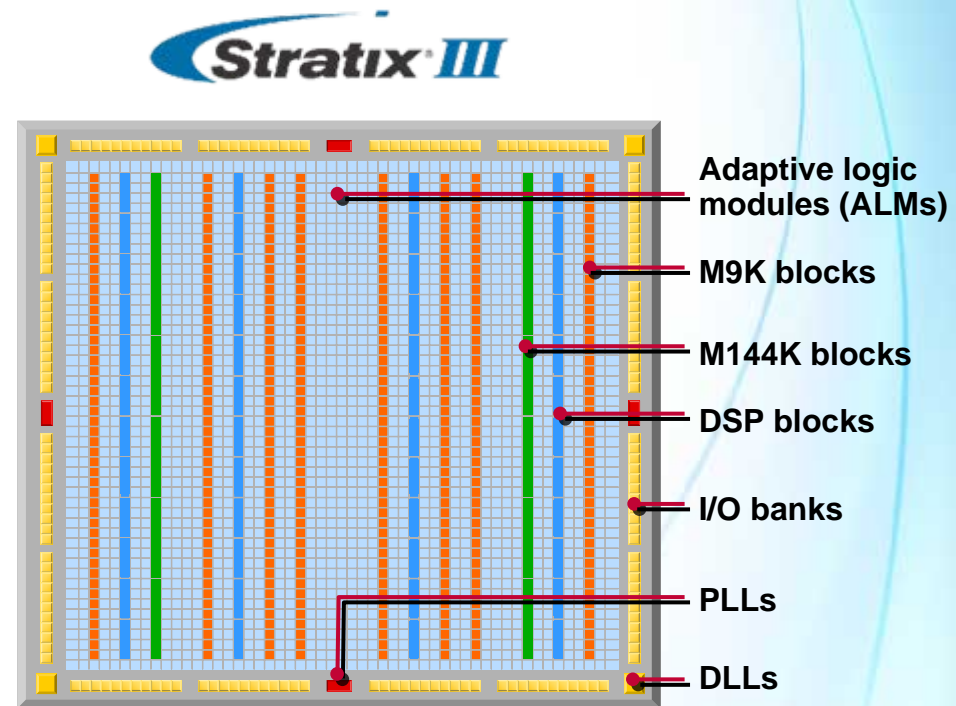 Stratix III
Adaptive logic
modules (ALMs)
M9K blocks
M144K blocks
DSP blocks
I/O banks
PLLs
DLLs